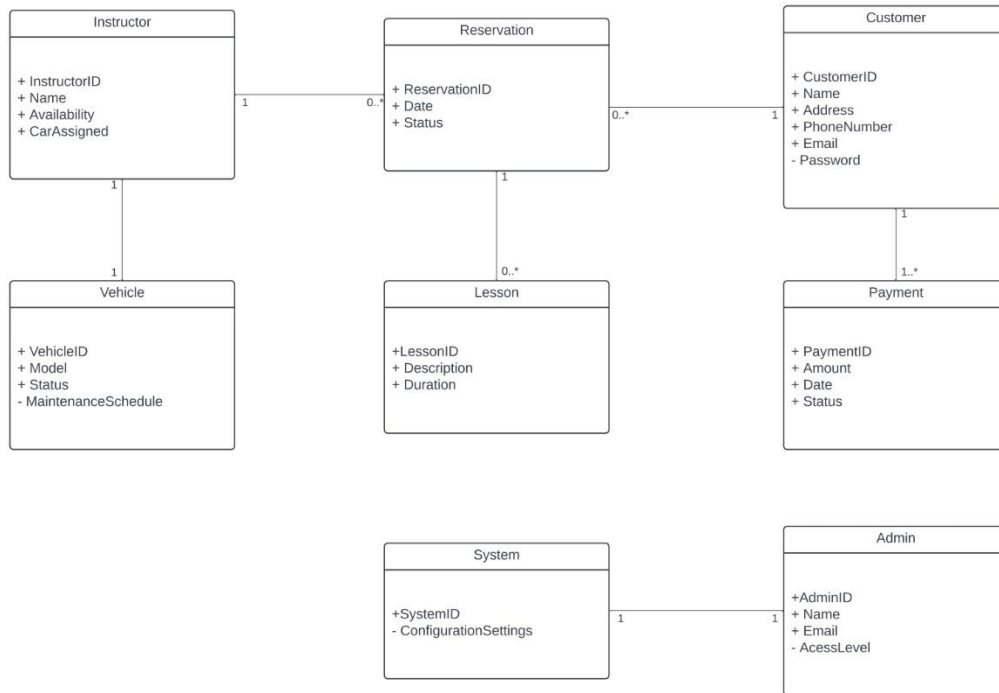 Instructor
+ InstructorID
+ Name
+ Availability
+ CarAssigned
1
0..*
Reservation
+ ReservationID
+ Date
+ Status
0..*
1
Customer
+ CustomerID
+ Name
+ Address
+ PhoneNumber
+ Email
- Password
1
1
1
0..*
1
1..*
Vehicle
+ VehicleID
+ Model
+ Status
- MaintenanceSchedule
Lesson
+LessonID
+ Description
+ Duration
Payment
+ PaymentID
+ Amount
+ Date
+ Status
System
+SystemID
- ConfigurationSettings
1
1
Admin
+AdminID
+ Name
+ Email
- AcessLevel